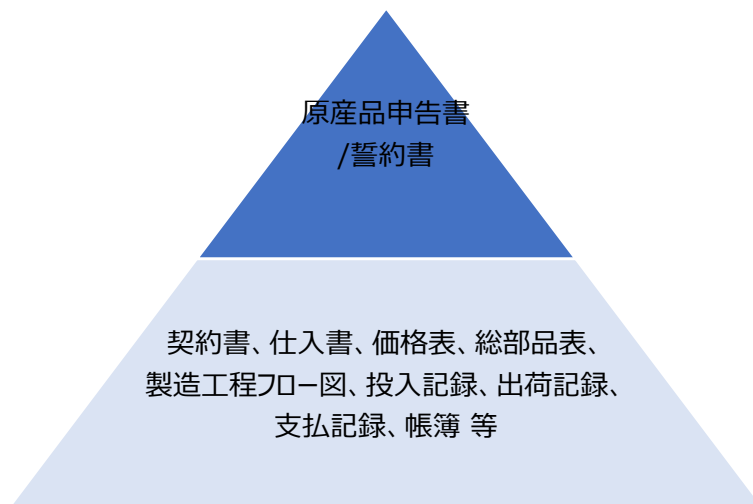 原産品申告書
/誓約書
契約書、仕入書、価格表、総部品表、
製造工程フロー図、投入記録、出荷記録、
支払記録、帳簿 等